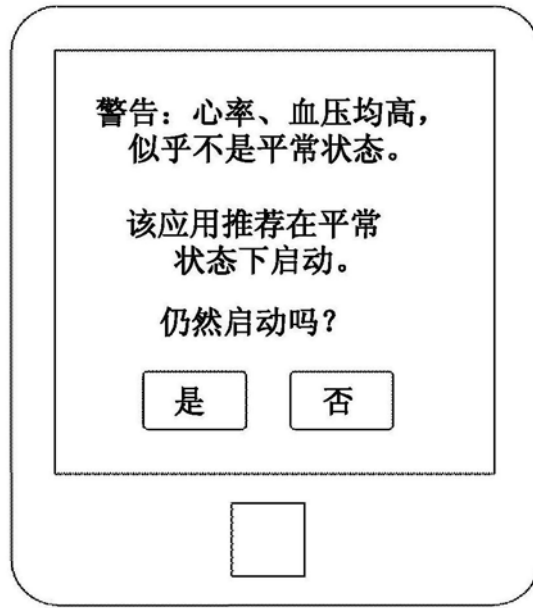 警告：心率、血压均高，
似乎不是平常状态。
该应用推荐在平常
状态下启动。
仍然启动吗？
是 否